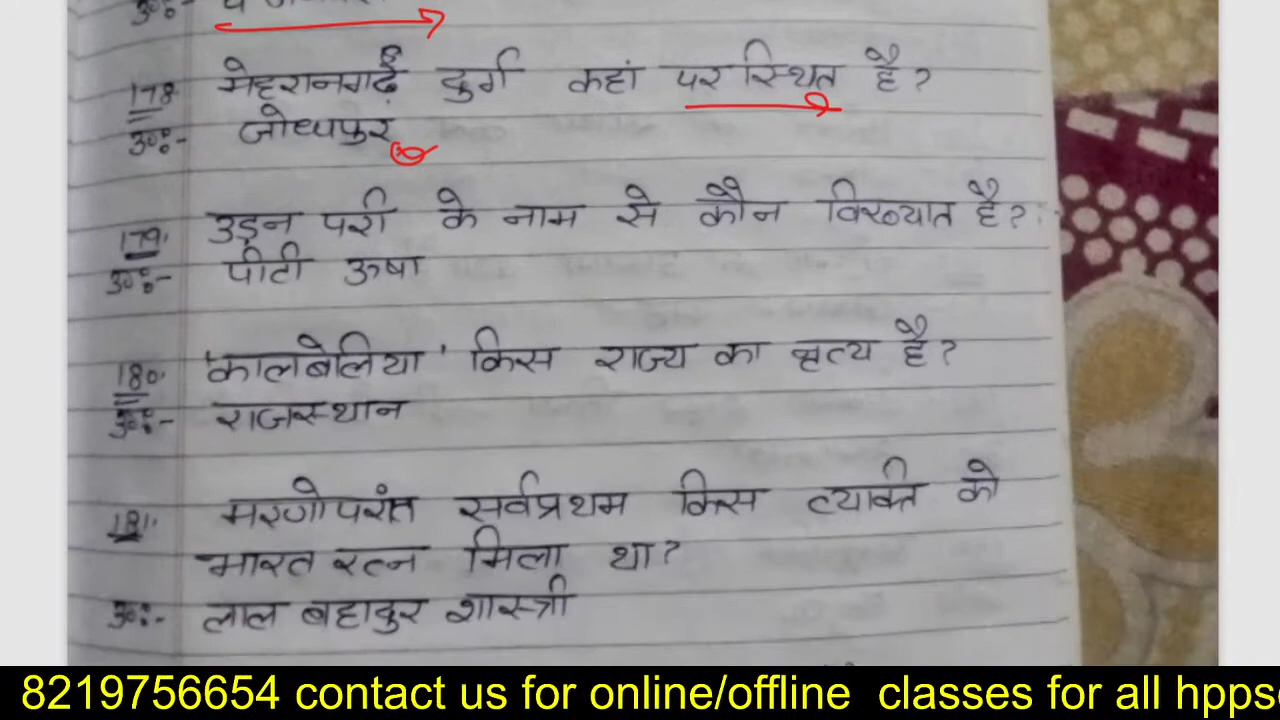 उ०:-
178. मेहरानगढ़ दुर्ग कहां पर स्थित है?
उ०:- जोधपुर
179. उड़न परी के नाम से कौन विख्यात है?
उ०:- पीटी ऊषा
180. 'कालबेलिया' किस राज्य का नृत्य है?
उ०:- राजस्थान
181. मरणोपरांत सर्वप्रथम किस व्यक्ति को
भारत रत्न मिला था?
उ०:- लाल बहादुर शास्त्री
8219756654 contact us for online/offline classes for all hpps